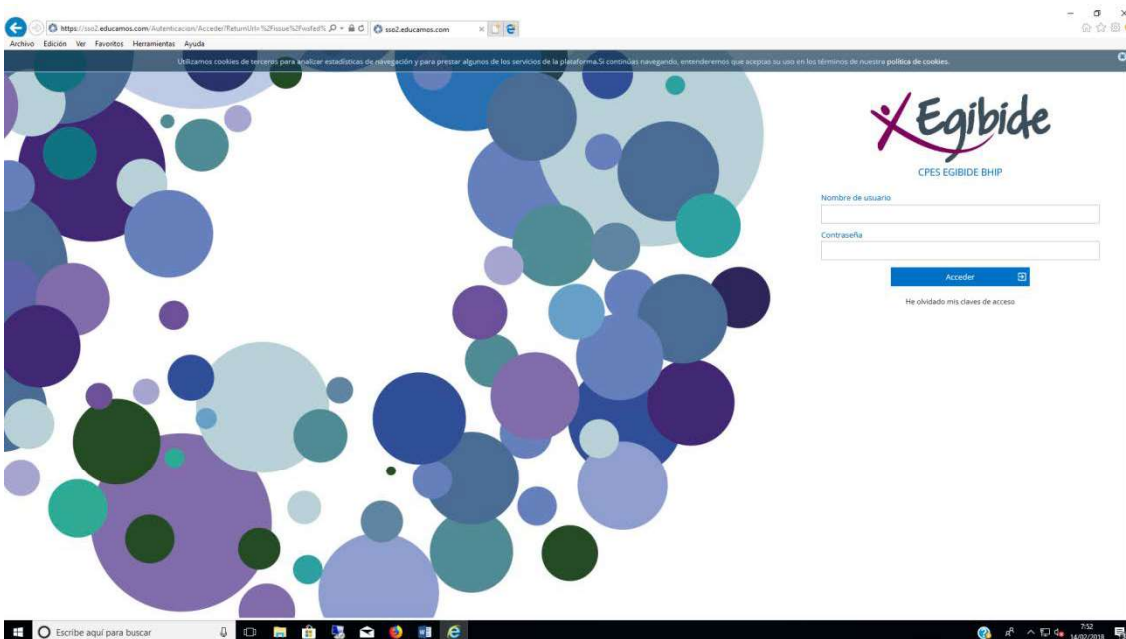 https://sso2.educamos.com/Autenticacion/Acceder?ReturnUrl=%2Fissue%2Fwsfed%
sso2.educamos.com
Archivo Edición Ver Favoritos Herramientas Ayuda
Utilizamos cookies de terceros para analizar estadísticas de navegación y para prestar algunos de los servicios de la plataforma.Si continúas navegando, entenderemos que aceptas su uso en los términos de nuestra política de cookies.
Egibide
CPES EGIBIDE BHIP
Nombre de usuario
Contraseña
Acceder
He olvidado mis claves de acceso
Escribe aquí para buscar
7:52
14/02/2018